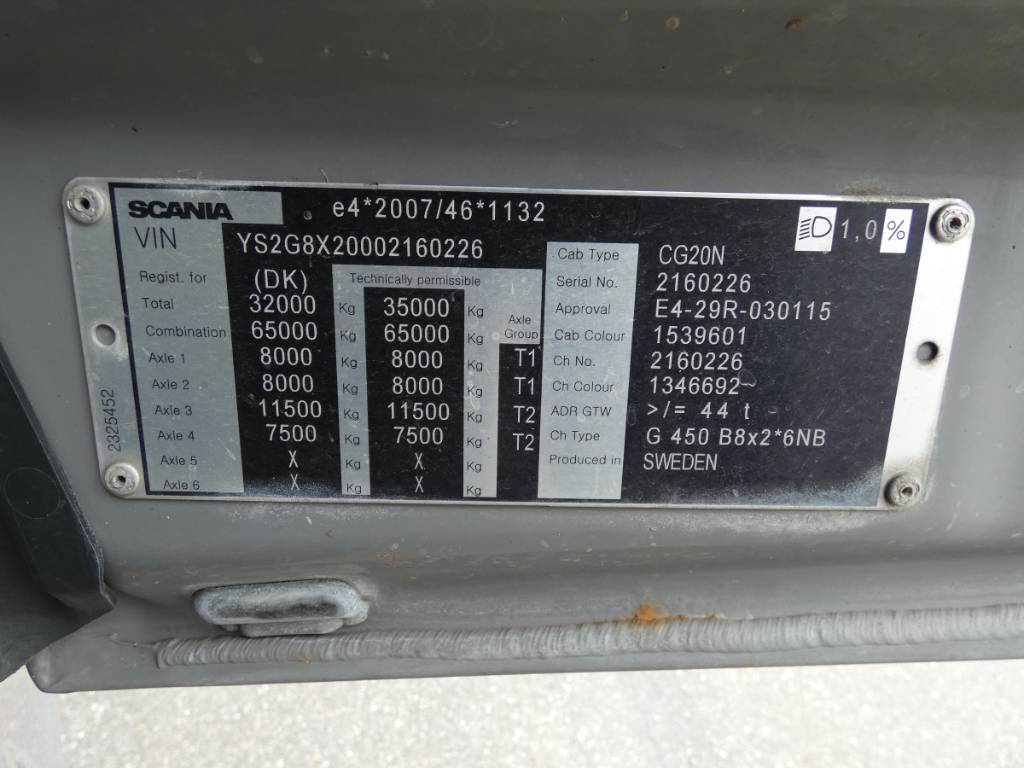 SCANIA e4*2007/46*1132
1,0 %
VIN YS2G8X20002160226
Regist. for (DK) Technically permissible
Total 32000 Kg 35000 Kg Axle Group
Combination 65000 Kg 65000 Kg
Axle 1 8000 Kg 8000 Kg T1
Axle 2 8000 Kg 8000 Kg T1
Axle 3 11500 Kg 11500 Kg T2
Axle 4 7500 Kg 7500 Kg T2
Axle 5 X Kg X Kg
Axle 6 X Kg X Kg
Cab Type CG20N
Serial No. 2160226
Approval E4-29R-030115
Cab Colour 1539601
Ch No. 2160226
Ch Colour 1346692
ADR GTW >/= 44 t
Ch Type G 450 B8x2*6NB
Produced in SWEDEN
2325452